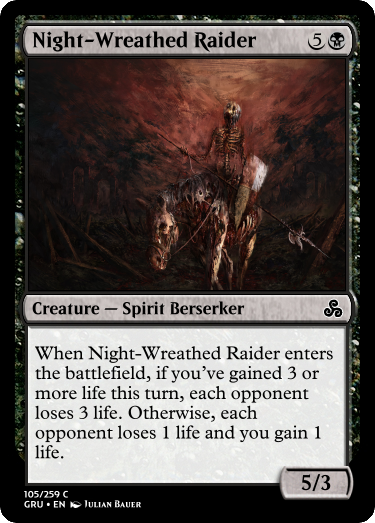 Night-Wreathed Raider 5
Creature — Spirit Berserker
When Night-Wreathed Raider enters
the battlefield, if you've gained 3 or
more life this turn, each opponent
loses 3 life. Otherwise, each
opponent loses 1 life and you gain 1
life.
5/3
105/259 C
GRU • EN Julian Bauer